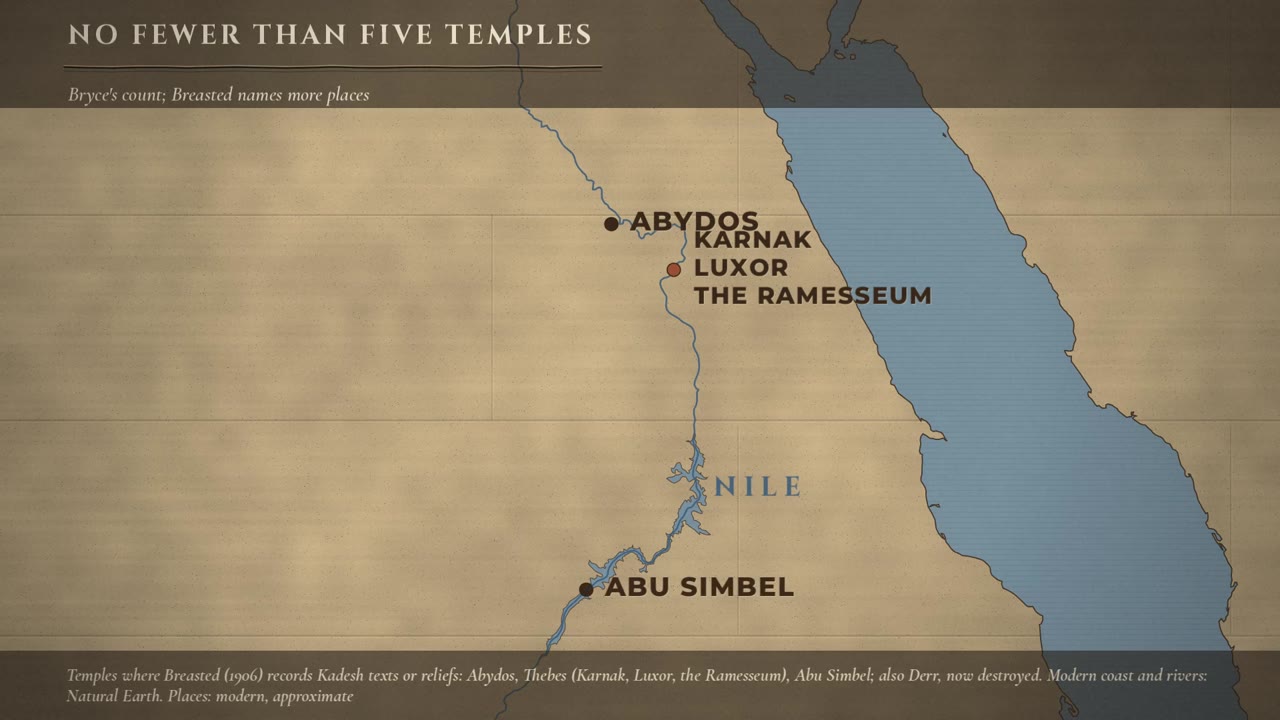 NO FEWER THAN FIVE TEMPLES
Bryce's count; Breasted names more places
ABYDOS
KARNAK
LUXOR
THE RAMESSEUM
NILE
ABU SIMBEL
Temples where Breasted (1906) records Kadesh texts or reliefs: Abydos, Thebes (Karnak, Luxor, the Ramesseum), Abu Simbel; also Derr, now destroyed. Modern coast and rivers:
Natural Earth. Places: modern, approximate